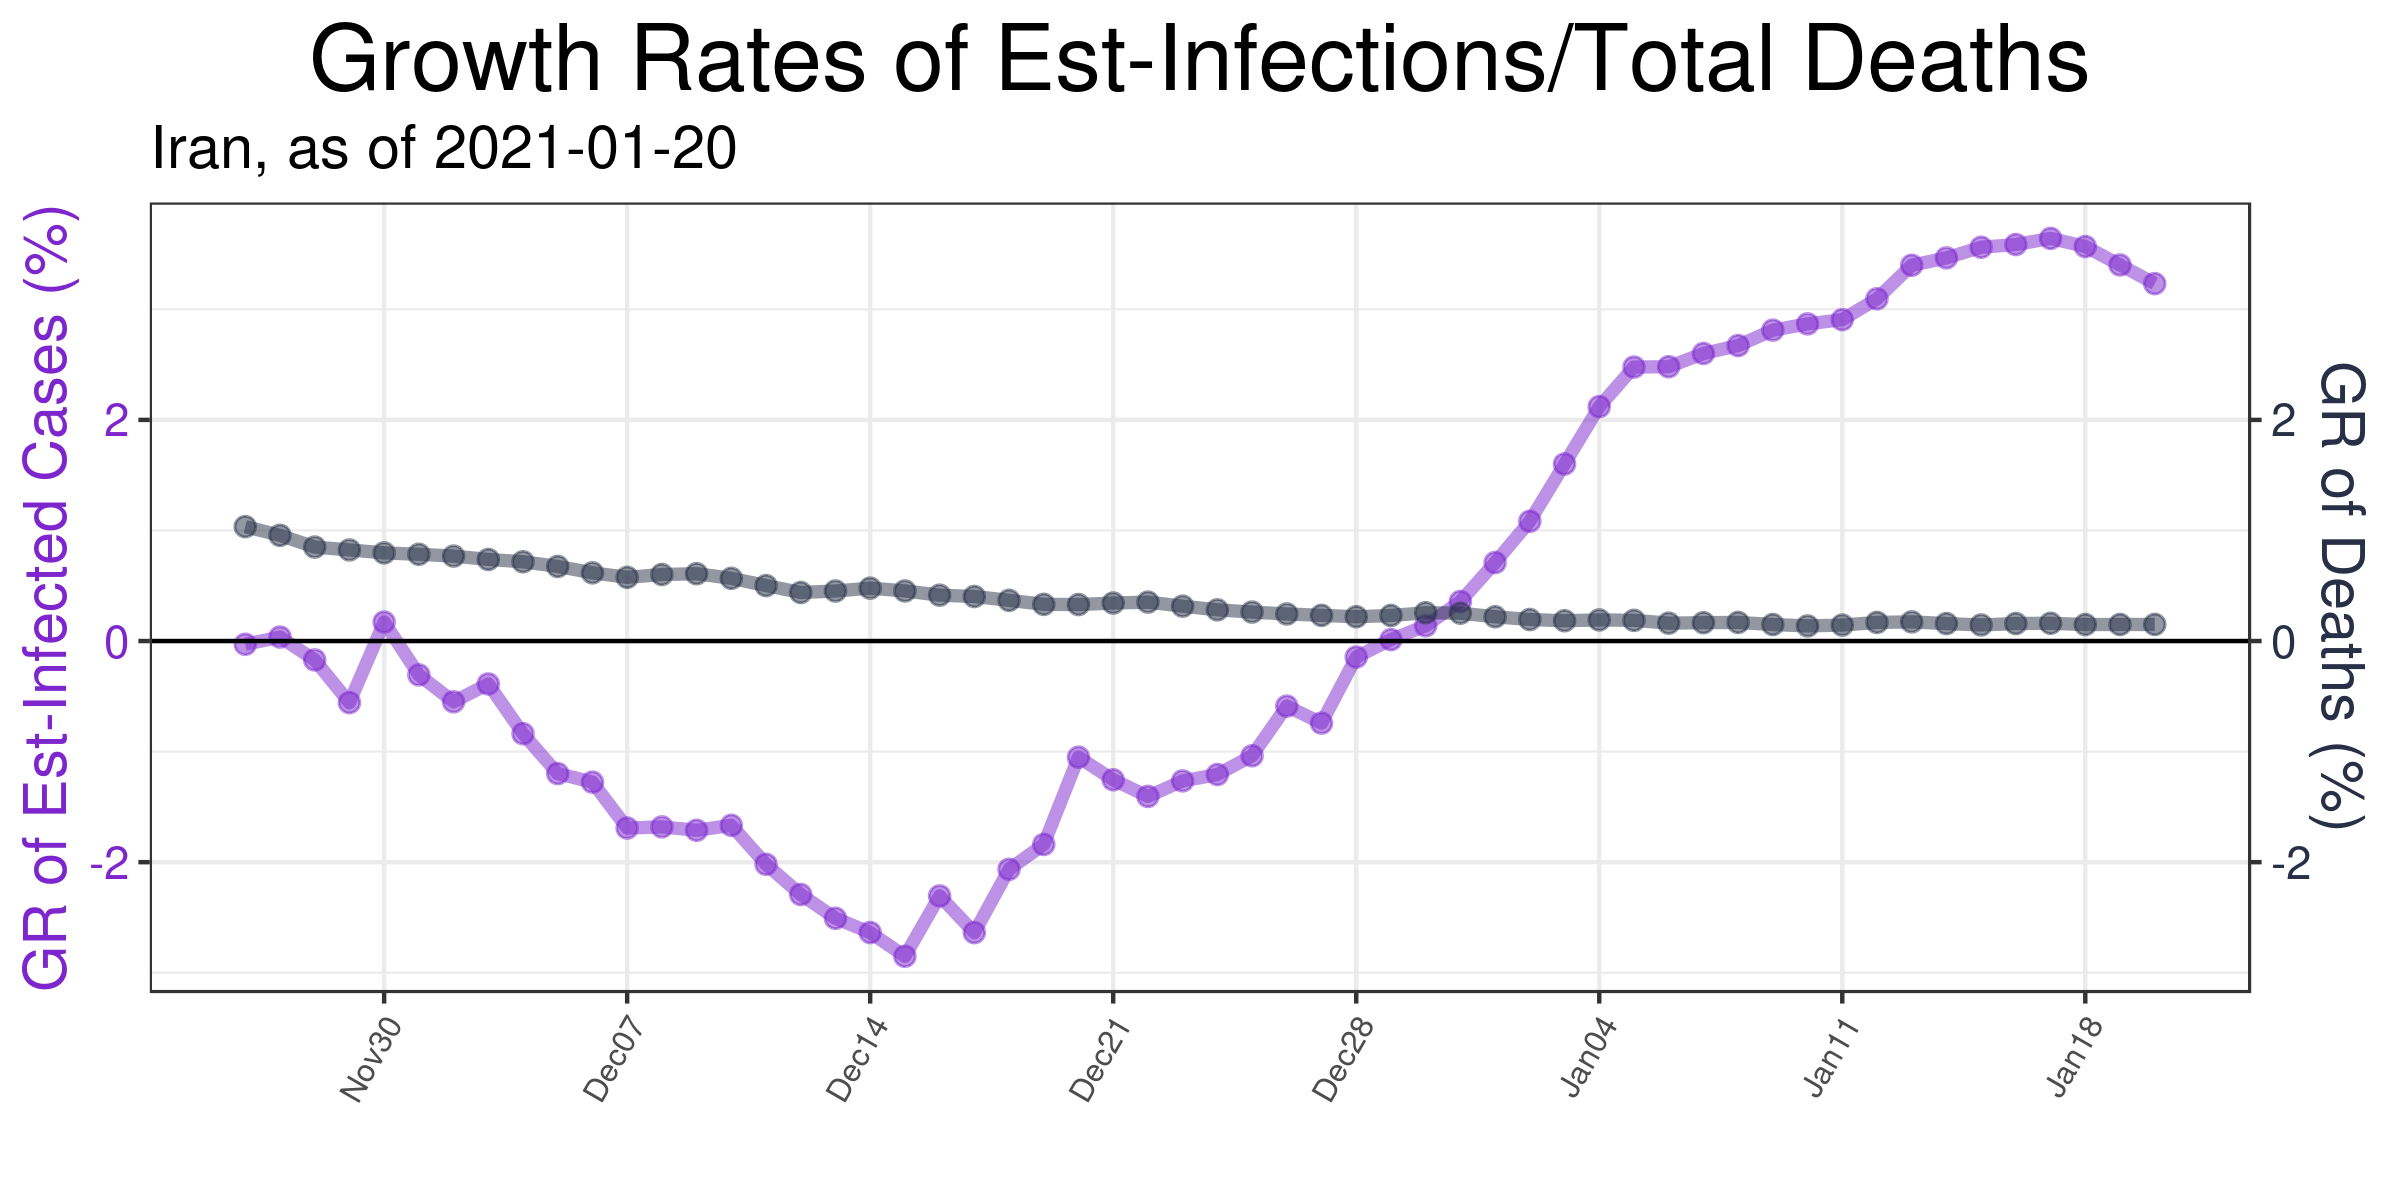 Growth Rates of Est-Infections/Total Deaths
Iran, as of 2021-01-20
GR of Est-Infected Cases (%)
2
0
-2
2
0
-2
GR of Deaths (%)
Nov30
Dec07
Dec14
Dec21
Dec28
Jan04
Jan11
Jan18